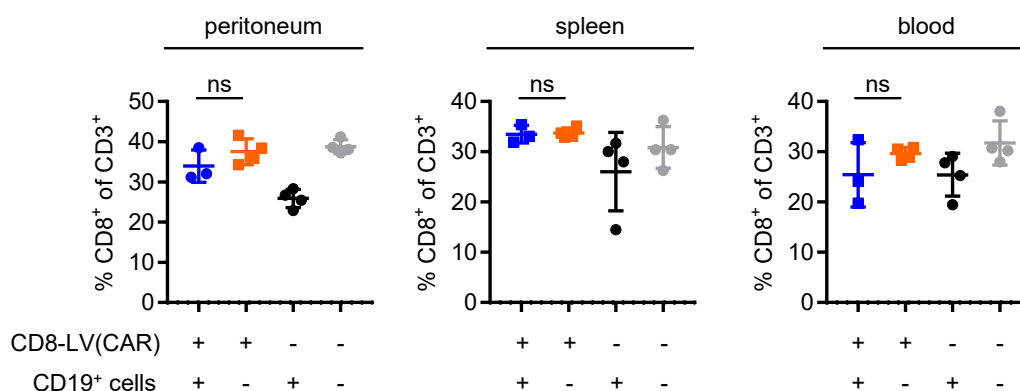 peritoneum spleen blood
ns ns ns
% CD8⁺ of CD3⁺ 50 40 30 20 10 0
% CD8⁺ of CD3⁺ 40 30 20 10 0
% CD8⁺ of CD3⁺ 40 30 20 10 0
CD8-LV(CAR) + + - - + + - - + + - -
CD19⁺ cells + - + - + - + - + - + -